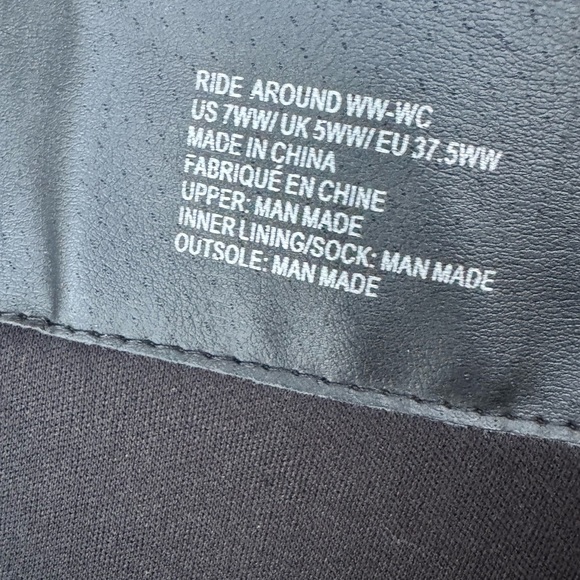 RIDE AROUND WW-WC
US 7WW/ UK 5WW/ EU 37.5WW
MADE IN CHINA
FABRIQUÉ EN CHINE
UPPER: MAN MADE
INNER LINING/SOCK: MAN MADE
OUTSOLE: MAN MADE